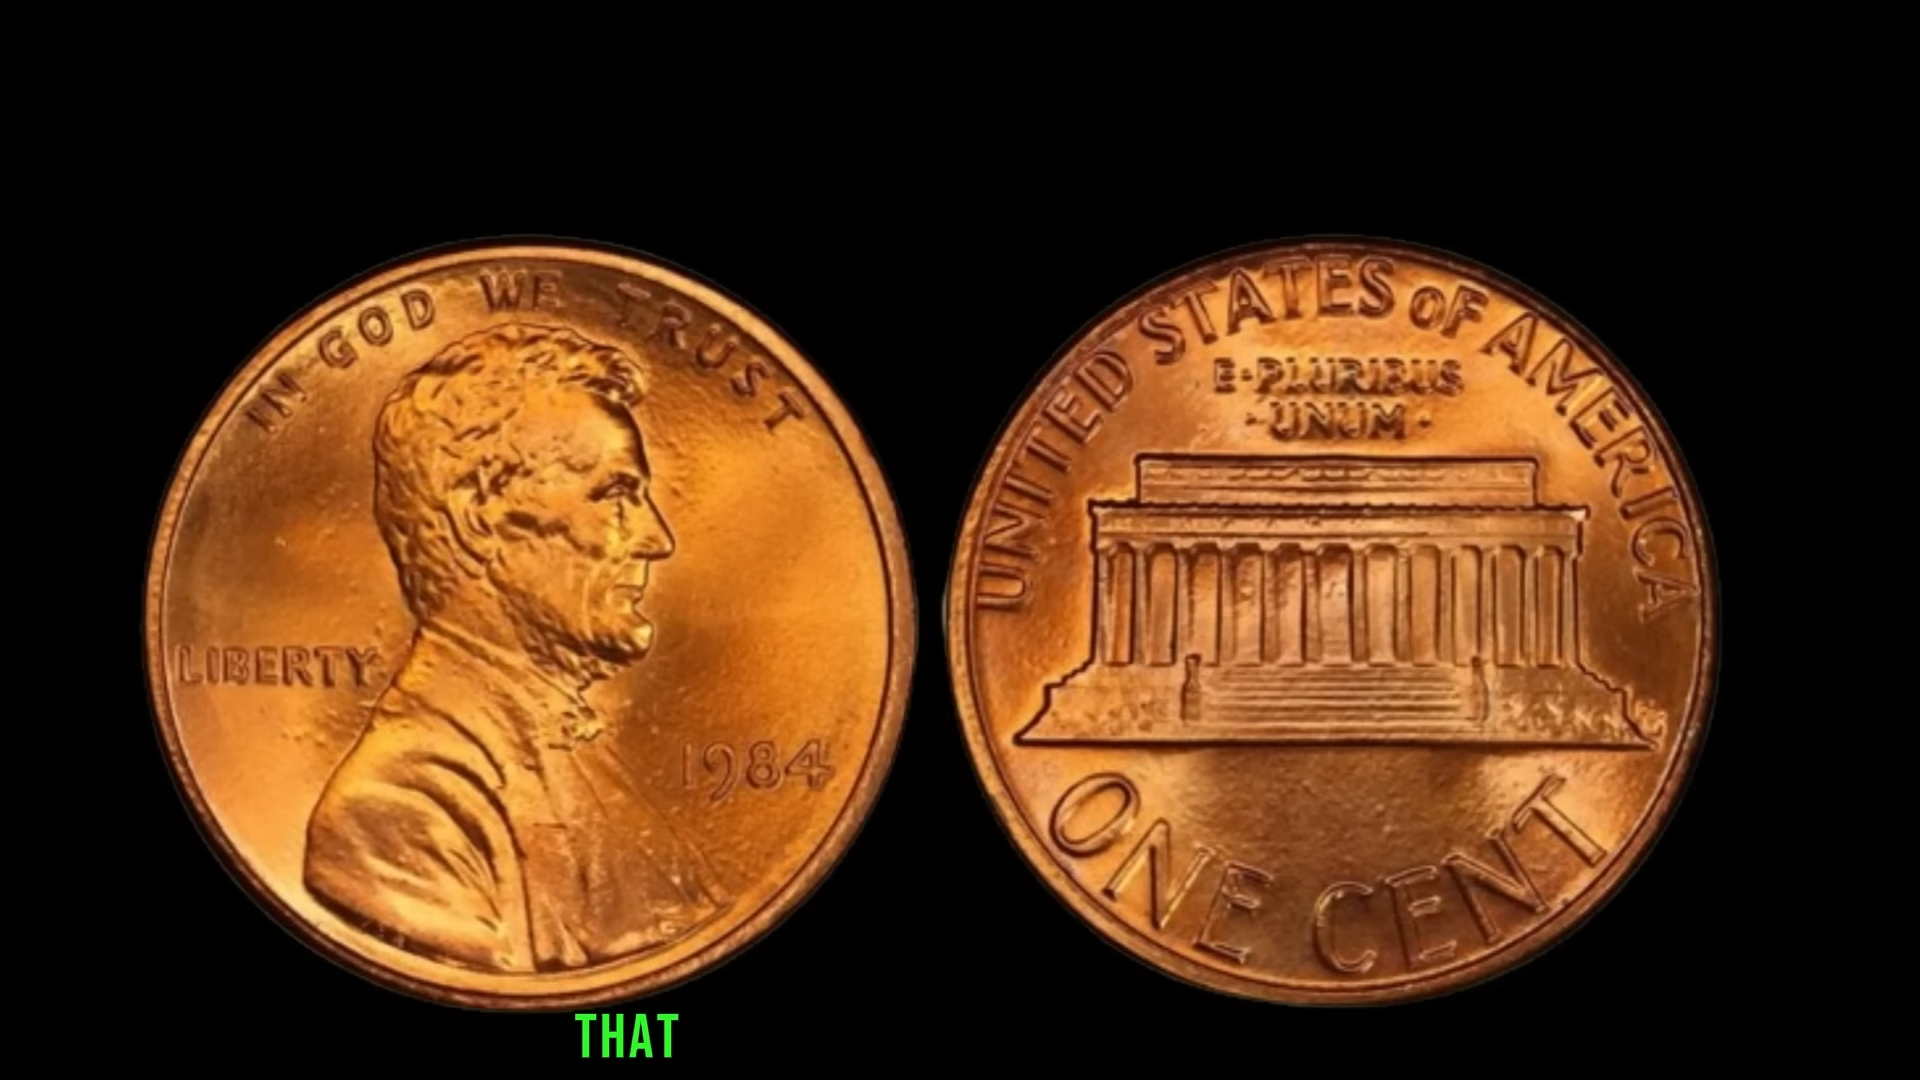 IN GOD WE TRUST
LIBERTY
1984
UNITED STATES OF AMERICA
E·PLURIBUS
·UNUM·
ONE CENT
THAT